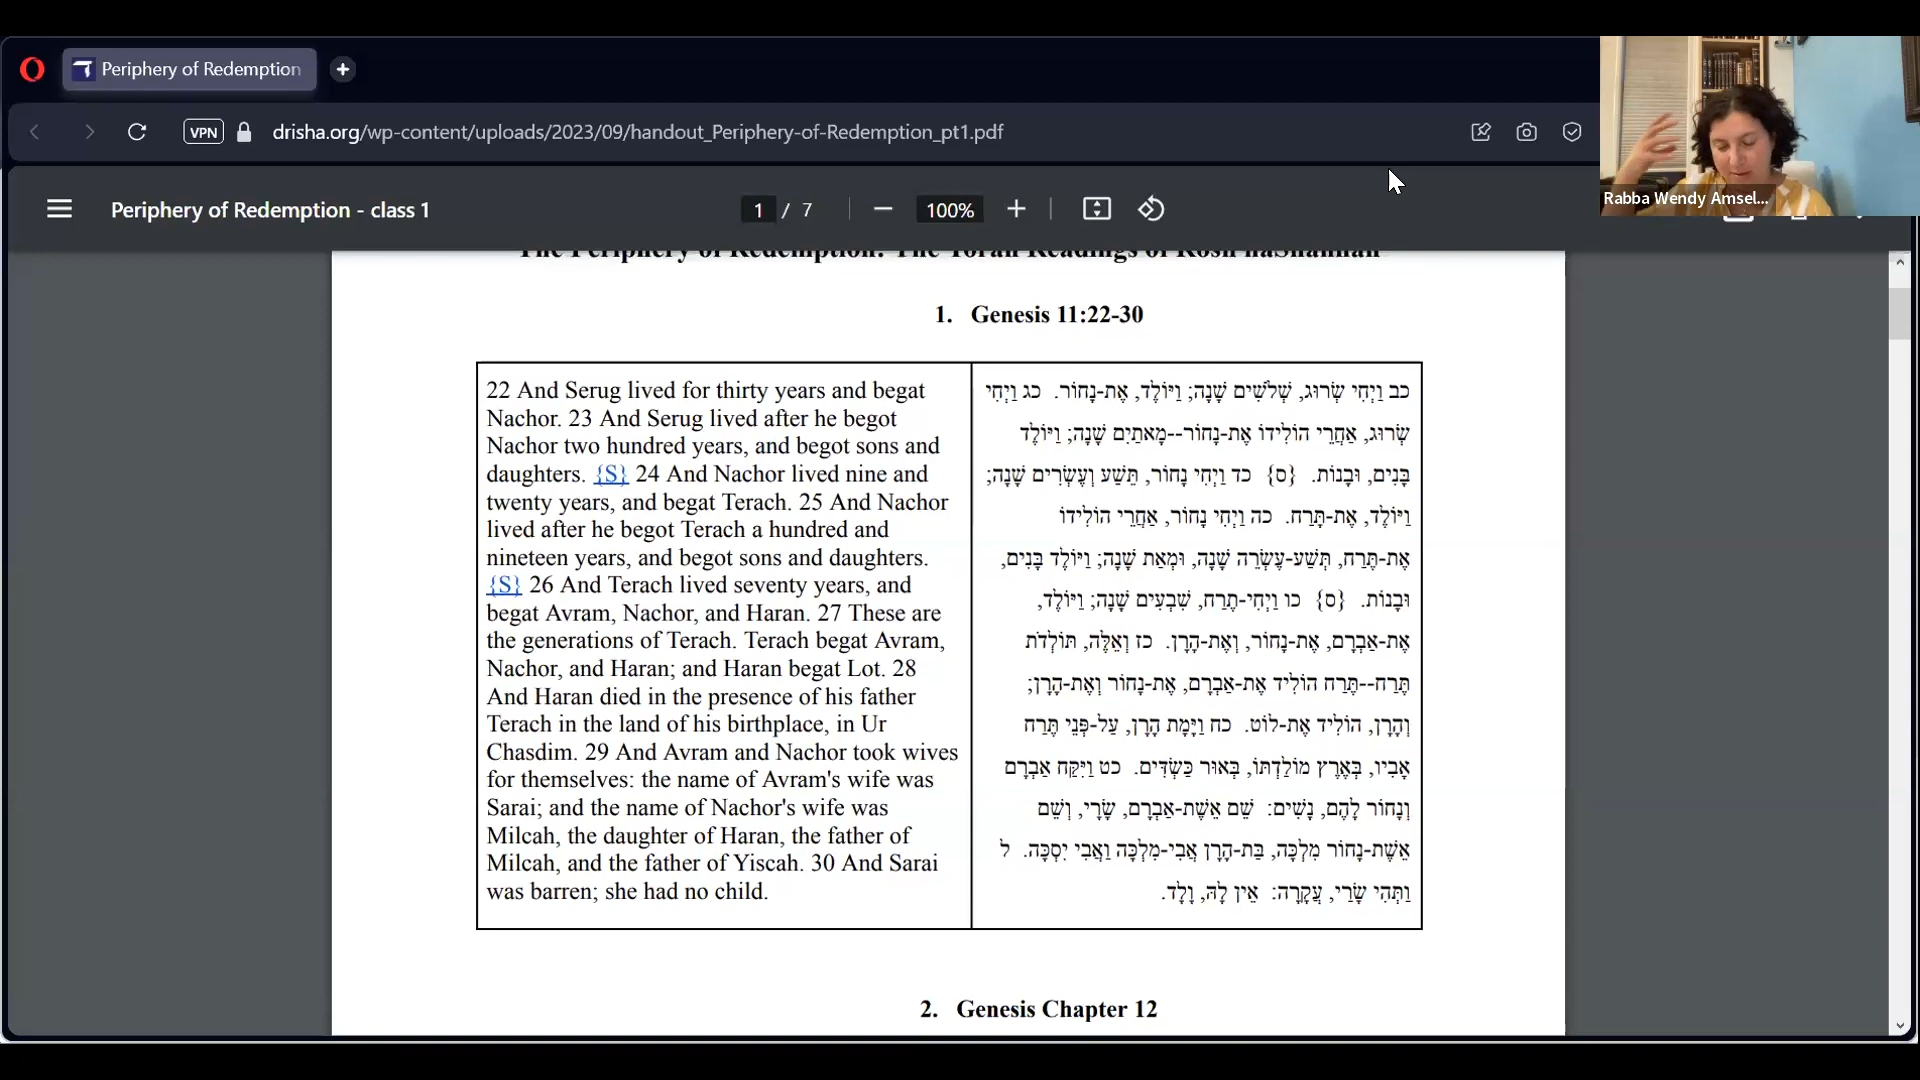 Periphery of Redemption
VPN
drisha.org/wp-content/uploads/2023/09/handout_Periphery-of-Redemption_pt1.pdf
Rabba Wendy Amsel...
Periphery of Redemption - class 1
1 / 7
100%
The Periphery of Redemption: The Torah Readings of Rosh haShannah
1. Genesis 11:22-30
22 And Serug lived for thirty years and begat
Nachor. 23 And Serug lived after he begot
Nachor two hundred years, and begot sons and
daughters. {S} 24 And Nachor lived nine and
twenty years, and begat Terach. 25 And Nachor
lived after he begot Terach a hundred and
nineteen years, and begot sons and daughters.
{S} 26 And Terach lived seventy years, and
begat Avram, Nachor, and Haran. 27 These are
the generations of Terach. Terach begat Avram,
Nachor, and Haran; and Haran begat Lot. 28
And Haran died in the presence of his father
Terach in the land of his birthplace, in Ur
Chasdim. 29 And Avram and Nachor took wives
for themselves: the name of Avram's wife was
Sarai; and the name of Nachor's wife was
Milcah, the daughter of Haran, the father of
Milcah, and the father of Yiscah. 30 And Sarai
was barren; she had no child.
כב וַיְחִי שְׂרוּג, שְׁלֹשִׁים שָׁנָה; וַיּוֹלֶד, אֶת-נָחוֹר. כג וַיְחִי
שְׂרוּג, אַחֲרֵי הוֹלִידוֹ אֶת-נָחוֹר--מָאתַיִם שָׁנָה; וַיּוֹלֶד
בָּנִים, וּבָנוֹת. {ס} כד וַיְחִי נָחוֹר, תֵּשַׁע וְעֶשְׂרִים שָׁנָה;
וַיּוֹלֶד, אֶת-תָּרַח. כה וַיְחִי נָחוֹר, אַחֲרֵי הוֹלִידוֹ
אֶת-תֶּרַח, תְּשַׁע-עֶשְׂרֵה שָׁנָה, וּמְאַת שָׁנָה; וַיּוֹלֶד בָּנִים,
וּבָנוֹת. {ס} כו וַיְחִי-תֶרַח, שִׁבְעִים שָׁנָה; וַיּוֹלֶד,
אֶת-אַבְרָם, אֶת-נָחוֹר, וְאֶת-הָרָן. כז וְאֵלֶּה, תּוֹלְדֹת
תֶּרַח--תֶּרַח הוֹלִיד אֶת-אַבְרָם, אֶת-נָחוֹר וְאֶת-הָרָן;
וְהָרָן, הוֹלִיד אֶת-לוֹט. כח וַיָּמָת הָרָן, עַל-פְּנֵי תֶּרַח
אָבִיו, בְּאֶרֶץ מוֹלַדְתּוֹ, בְּאוּר כַּשְׂדִּים. כט וַיִּקַּח אַבְרָם
וְנָחוֹר לָהֶם, נָשִׁים: שֵׁם אֵשֶׁת-אַבְרָם, שָׂרָי, וְשֵׁם
אֵשֶׁת-נָחוֹר מִלְכָּה, בַּת-הָרָן אֲבִי-מִלְכָּה וַאֲבִי יִסְכָּה. ל
וַתְּהִי שָׂרַי, עֲקָרָה: אֵין לָהּ, וָלָד.
2. Genesis Chapter 12